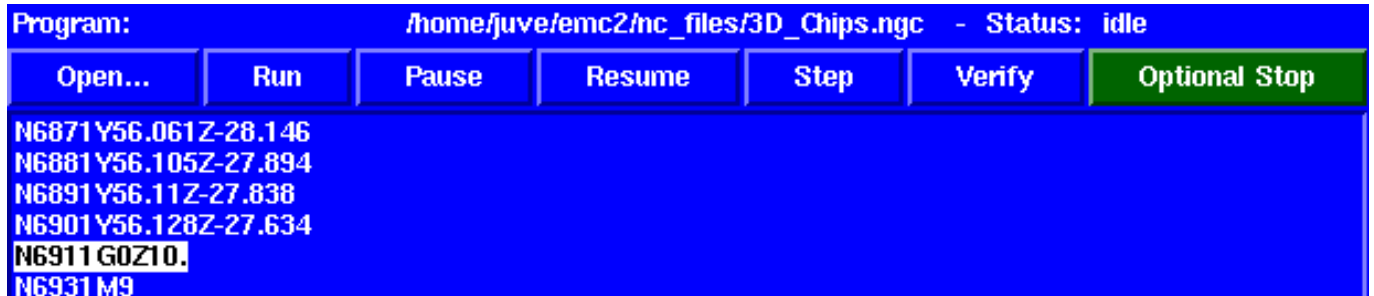 Program: /home/juve/emc2/nc_files/3D_Chips.ngc - Status: idle
Open... Run Pause Resume Step Verify Optional Stop
N6871Y56.061Z-28.146
N6881Y56.105Z-27.894
N6891Y56.11Z-27.838
N6901Y56.128Z-27.634
N6911G0Z10.
N6931M9